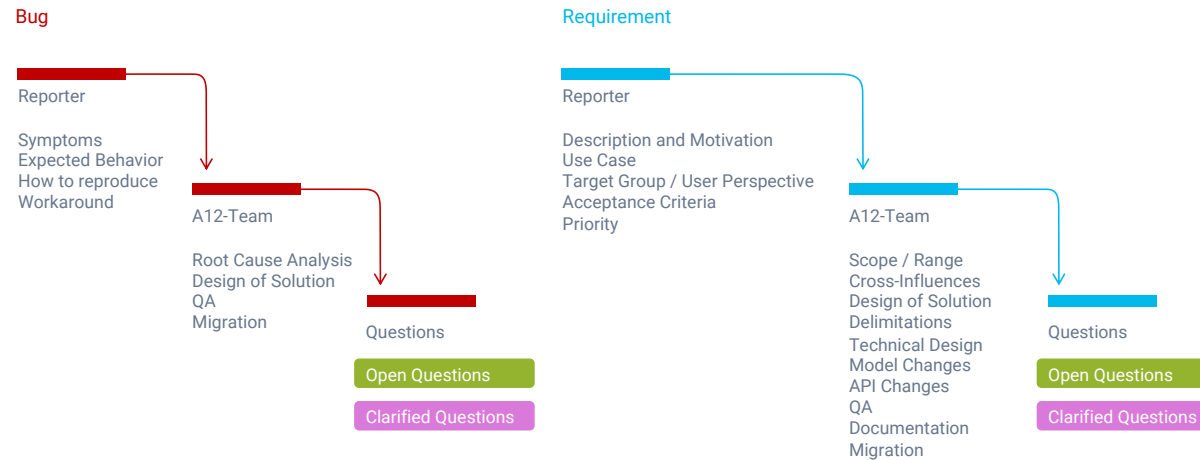 Bug
Reporter
Symptoms
Expected Behavior
How to reproduce
Workaround
A12-Team
Root Cause Analysis
Design of Solution
QA
Migration
Questions
Open Questions
Clarified Questions
Requirement
Reporter
Description and Motivation
Use Case
Target Group / User Perspective
Acceptance Criteria
Priority
A12-Team
Scope / Range
Cross-Influences
Design of Solution
Delimitations
Technical Design
Model Changes
API Changes
QA
Documentation
Migration
Questions
Open Questions
Clarified Questions